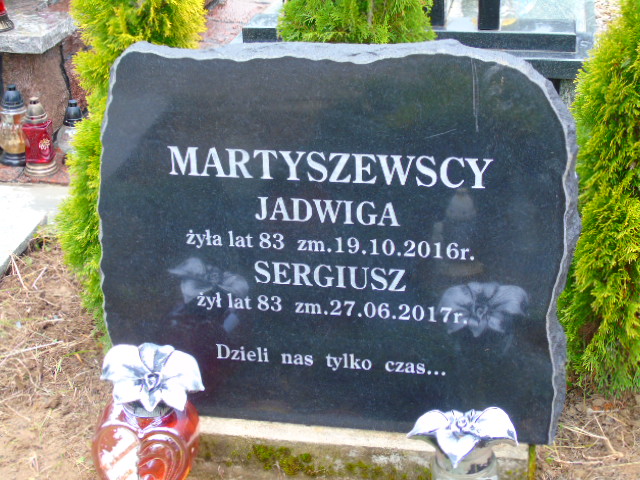 MARTYSZEWSCY
JADWIGA
żyła lat 83 zm.19.10.2016r.
SERGIUSZ
żył lat 83 zm.27.06.2017r.
Dzieli nas tylko czas...